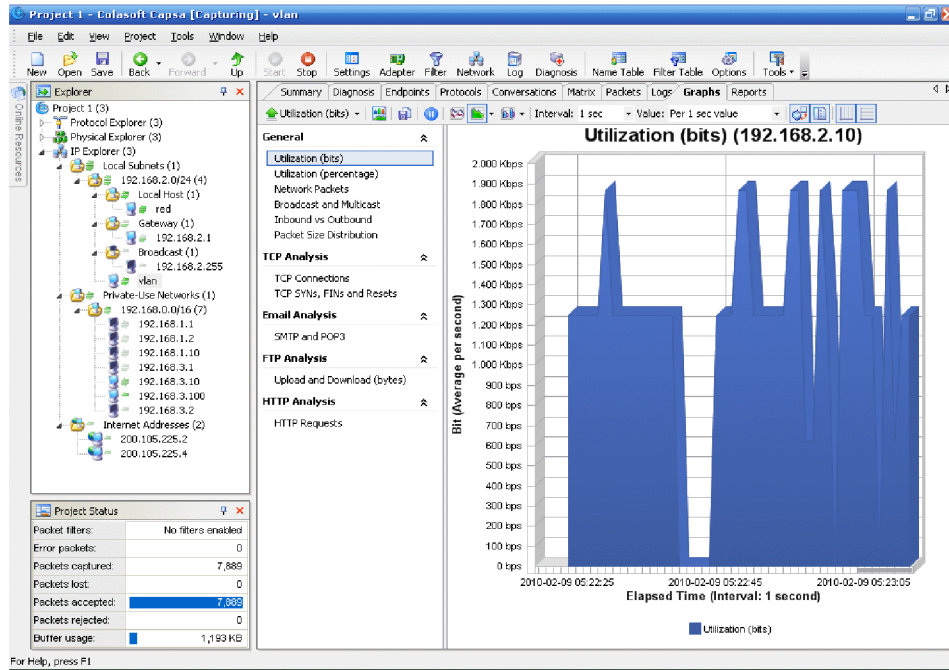 Project 1 - Colasoft Capsa [Capturing] - vlan
File Edit View Project Tools Window Help
New Open Save Back Forward Up Start Stop Settings Adapter Filter Network Log Diagnosis Name Table Filter Table Options Tools
Online Resources
Explorer
Project 1 (3)
Protocol Explorer (3)
Physical Explorer (3)
IP Explorer (3)
Local Subnets (1)
192.168.2.0/24 (4)
Local Host (1)
red
Gateway (1)
192.168.2.1
Broadcast (1)
192.168.2.255
vlan
Private-Use Networks (1)
192.168.0.0/16 (7)
192.168.1.1
192.168.1.2
192.168.1.10
192.168.3.1
192.168.3.10
192.168.3.100
192.168.3.2
Internet Addresses (2)
200.105.225.2
200.105.225.4
Project Status
Packet filters: No filters enabled
Error packets: 0
Packets captured: 7,889
Packets lost: 0
Packets accepted: 7,889
Packets rejected: 0
Buffer usage: 1,193 KB
Summary Diagnosis Endpoints Protocols Conversations Matrix Packets Logs Graphs Reports
Utilization (bits) Interval: 1 sec Value: Per 1 sec value
General
Utilization (bits)
Utilization (percentage)
Network Packets
Broadcast and Multicast
Inbound vs Outbound
Packet Size Distribution
TCP Analysis
TCP Connections
TCP SYNs, FINs and Resets
Email Analysis
SMTP and POP3
FTP Analysis
Upload and Download (bytes)
HTTP Analysis
HTTP Requests
Utilization (bits) (192.168.2.10)
Bit (Average per second)
2.000 Kbps
1.900 Kbps
1.800 Kbps
1.700 Kbps
1.600 Kbps
1.500 Kbps
1.400 Kbps
1.300 Kbps
1.200 Kbps
1.100 Kbps
1.000 Kbps
900 bps
800 bps
700 bps
600 bps
500 bps
400 bps
300 bps
200 bps
100 bps
0 bps
2010-02-09 05:22:25 2010-02-09 05:22:45 2010-02-09 05:23:05
Elapsed Time (Interval: 1 second)
Utilization (bits)
For Help, press F1